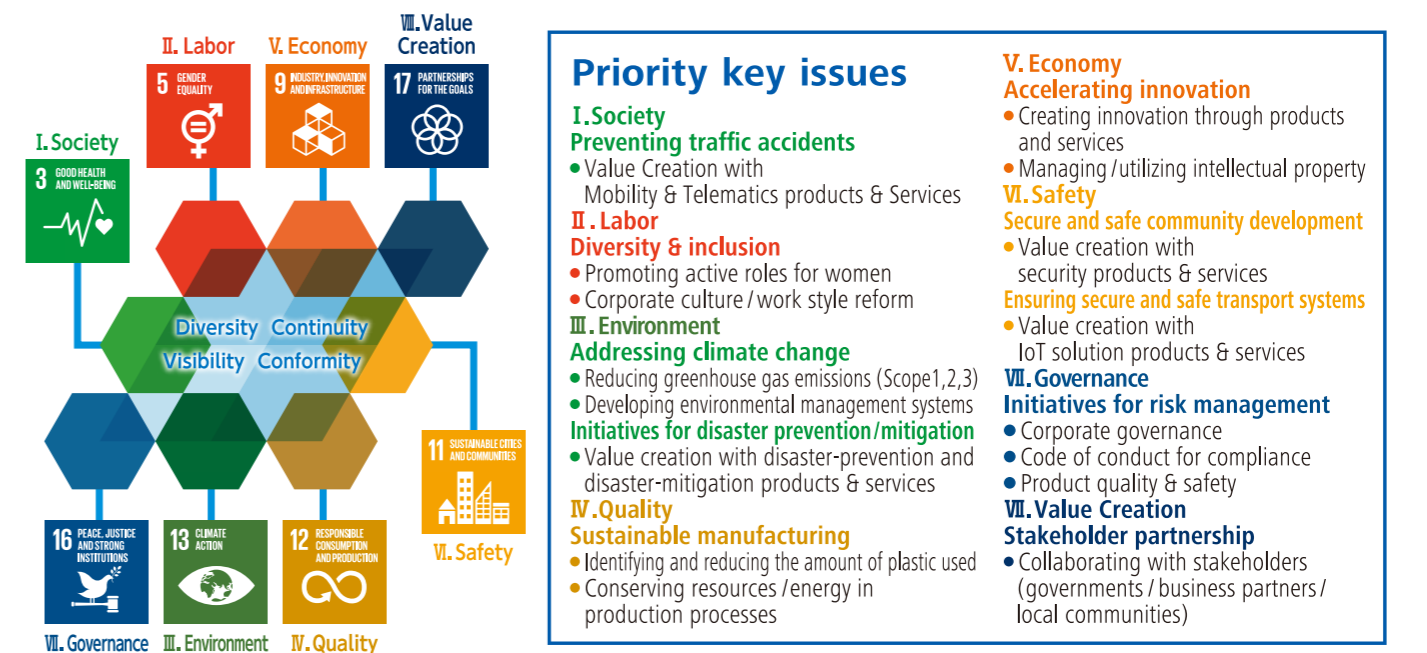 Ⅷ.Value
Creation
Ⅱ. Labor
Ⅴ. Economy
5 GENDER
EQUALITY
9 INDUSTRY, INNOVATION
AND INFRASTRUCTURE
17 PARTNERSHIPS
FOR THE GOALS
Ⅰ.Society
3 GOOD HEALTH
AND WELL-BEING
Diversity Continuity
Visibility Conformity
11 SUSTAINABLE CITIES
AND COMMUNITIES
Ⅵ. Safety
16 PEACE, JUSTICE
AND STRONG
INSTITUTIONS
13 CLIMATE
ACTION
12 RESPONSIBLE
CONSUMPTION
AND PRODUCTION
Ⅶ. Governance
Ⅲ. Environment
Ⅳ. Quality
Priority key issues
Ⅰ.Society
Preventing traffic accidents
● Value Creation with
Mobility & Telematics products & Services
Ⅱ. Labor
Diversity & inclusion
● Promoting active roles for women
● Corporate culture / work style reform
Ⅲ. Environment
Addressing climate change
● Reducing greenhouse gas emissions (Scope1,2,3)
● Developing environmental management systems
Initiatives for disaster prevention/mitigation
● Value creation with disaster-prevention and
disaster-mitigation products & services
Ⅳ.Quality
Sustainable manufacturing
● Identifying and reducing the amount of plastic used
● Conserving resources / energy in
production processes
Ⅴ. Economy
Accelerating innovation
● Creating innovation through products
and services
● Managing / utilizing intellectual property
Ⅵ. Safety
Secure and safe community development
● Value creation with
security products & services
Ensuring secure and safe transport systems
● Value creation with
IoT solution products & services
Ⅶ. Governance
Initiatives for risk management
● Corporate governance
● Code of conduct for compliance
● Product quality & safety
Ⅷ. Value Creation
Stakeholder partnership
● Collaborating with stakeholders
(governments / business partners /
local communities)